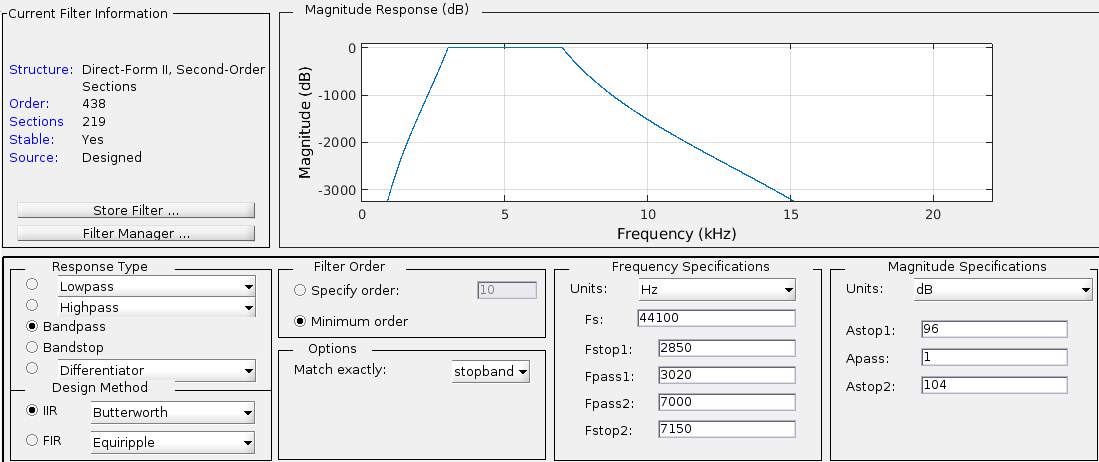 Current Filter Information
Structure: Direct-Form II, Second-Order
Sections
Order: 438
Sections 219
Stable: Yes
Source: Designed
Store Filter ...
Filter Manager ...
Magnitude Response (dB)
Magnitude (dB)
0
-1000
-2000
-3000
0 5 10 15 20
Frequency (kHz)
Response Type
Lowpass
Highpass
Bandpass
Bandstop
Differentiator
Design Method
IIR Butterworth
FIR Equiripple
Filter Order
Specify order: 10
Minimum order
Options
Match exactly: stopband
Frequency Specifications
Units: Hz
Fs: 44100
Fstop1: 2850
Fpass1: 3020
Fpass2: 7000
Fstop2: 7150
Magnitude Specifications
Units: dB
Astop1: 96
Apass: 1
Astop2: 104